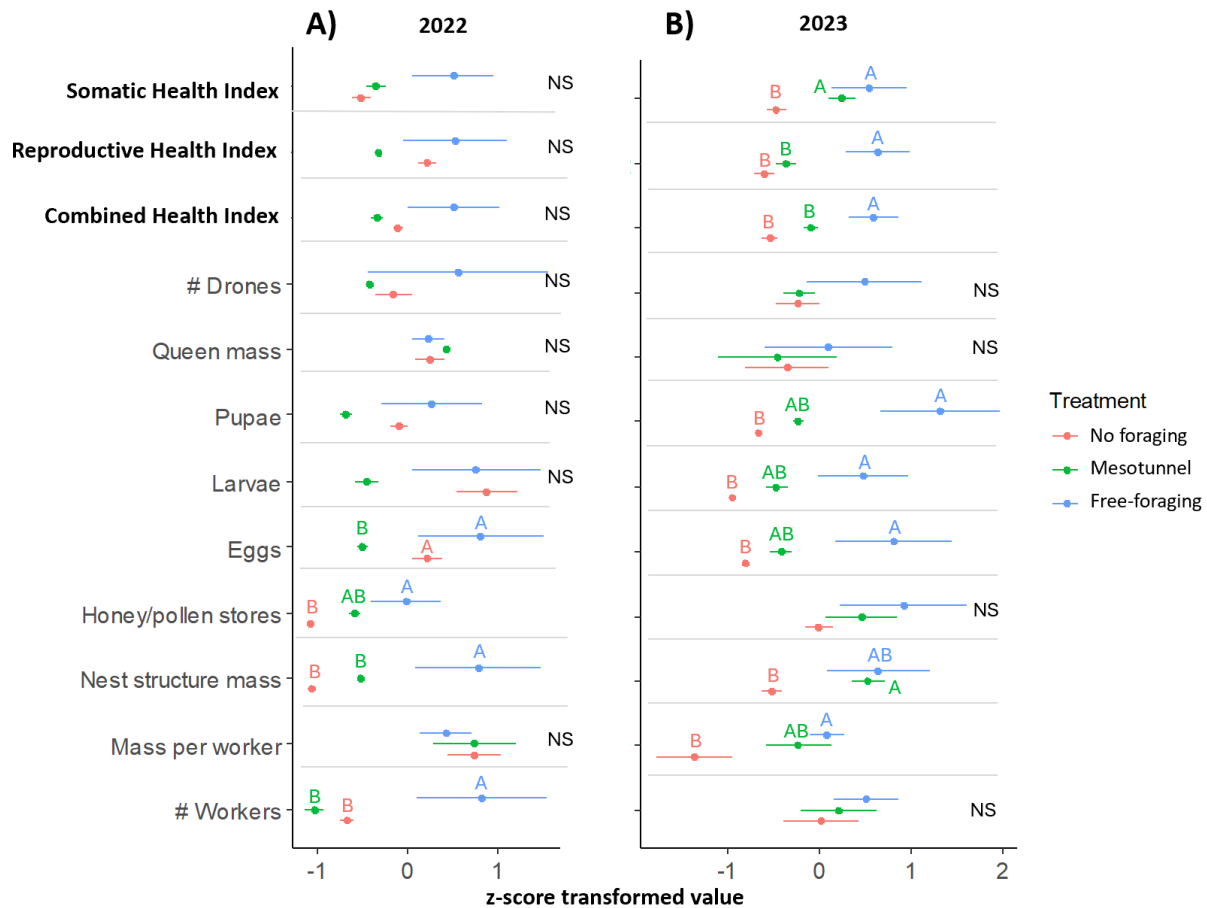 A) 2022
B) 2023
Somatic Health Index
NS
A
A
B
Reproductive Health Index
NS
A
B
B
Combined Health Index
NS
A
B
B
# Drones
NS
NS
Queen mass
NS
NS
Pupae
NS
A
AB
B
Larvae
NS
A
AB
B
Eggs
B
A
A
A
AB
B
Honey/pollen stores
B
AB
A
NS
Nest structure mass
B
B
A
B
AB
A
Mass per worker
NS
B
AB
A
# Workers
B
B
A
NS
Treatment
No foraging
Mesotunnel
Free-foraging
-1 0 1
-1 0 1 2
z-score transformed value